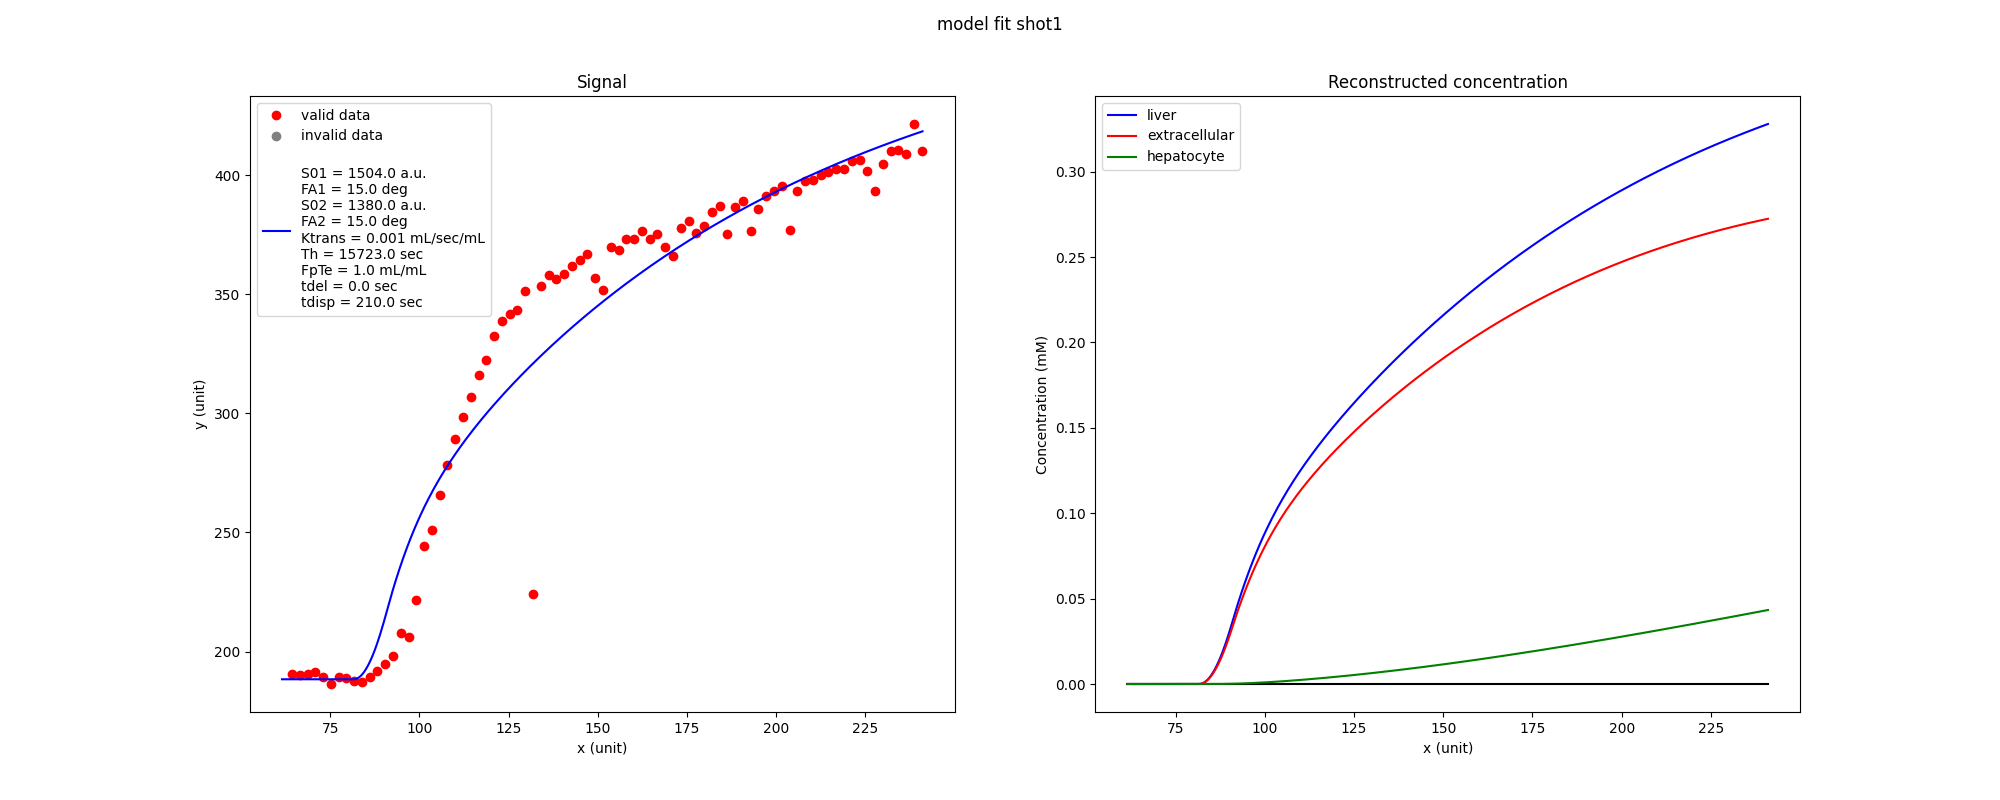 model fit shot1
Signal
valid data
invalid data
S01 = 1504.0 a.u.
FA1 = 15.0 deg
S02 = 1380.0 a.u.
FA2 = 15.0 deg
Ktrans = 0.001 mL/sec/mL
Th = 15723.0 sec
FpTe = 1.0 mL/mL
tdel = 0.0 sec
tdisp = 210.0 sec
400
350
300
250
200
y (unit)
75 100 125 150 175 200 225
x (unit)
Reconstructed concentration
liver
extracellular
hepatocyte
0.30
0.25
0.20
0.15
0.10
0.05
0.00
Concentration (mM)
75 100 125 150 175 200 225
x (unit)